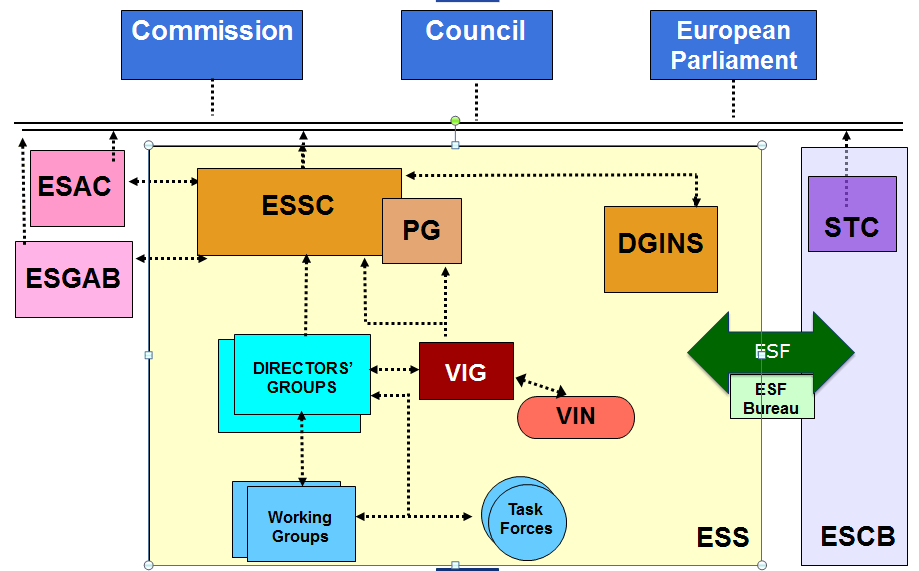 Commission
Council
European
Parliament
ESAC
ESSC
PG
DGINS
STC
ESGAB
DIRECTORS’
GROUPS
VIG
VIN
ESF
ESF
Bureau
Working
Groups
Task
Forces
ESS
ESCB